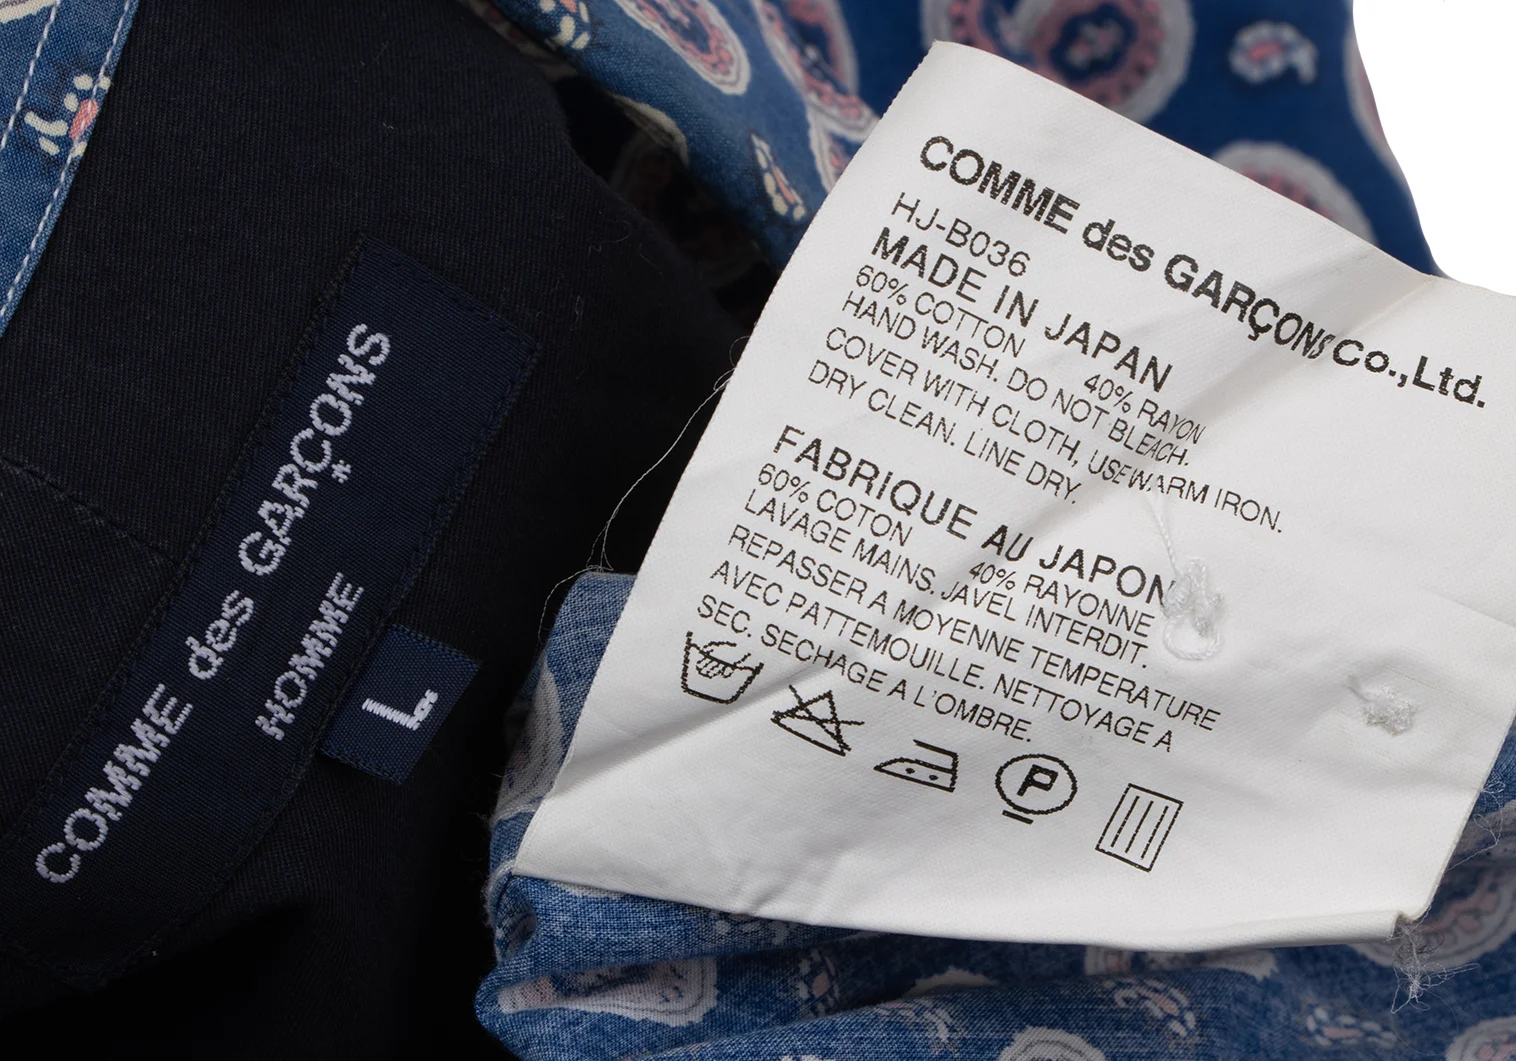 COMME des GARÇONS
HOMME
L
COMME des GARÇONS Co.,Ltd.
HJ-B036
MADE IN JAPAN
60% COTTON 40% RAYON
HAND WASH. DO NOT BLEACH.
COVER WITH CLOTH, USE WARM IRON.
DRY CLEAN. LINE DRY.
FABRIQUE AU JAPON
60% COTON 40% RAYONNE
LAVAGE MAINS. JAVEL INTERDIT.
REPASSER A MOYENNE TEMPERATURE
AVEC PATTEMOUILLE. NETTOYAGE A
SEC. SECHAGE A L'OMBRE.
P